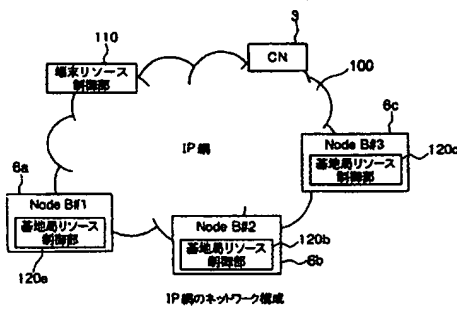 110
3
端末リソース
制御部
CN
100
6c
IP網
Node B#3
基地局リソース
制御部
120c
6a
Node B#1
基地局リソース
制御部
120a
Node B#2
基地局リソース
制御部
120b
6b
IP網のネットワーク構成